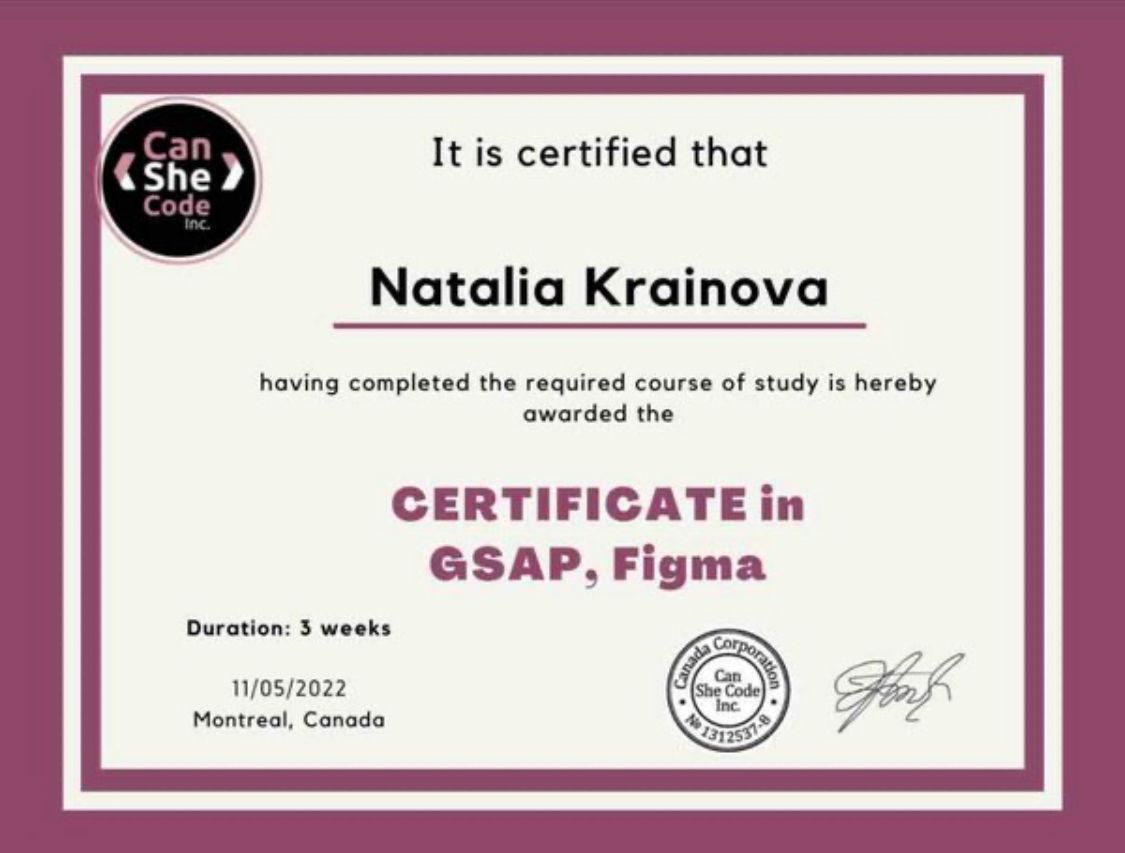 Can
She
Code
Inc.
It is certified that
Natalia Krainova
having completed the required course of study is hereby
awarded the
CERTIFICATE in
GSAP, Figma
Duration: 3 weeks
11/05/2022
Montreal, Canada
Canada Corporation
Can
She Code
Inc.
№ 1312537-8